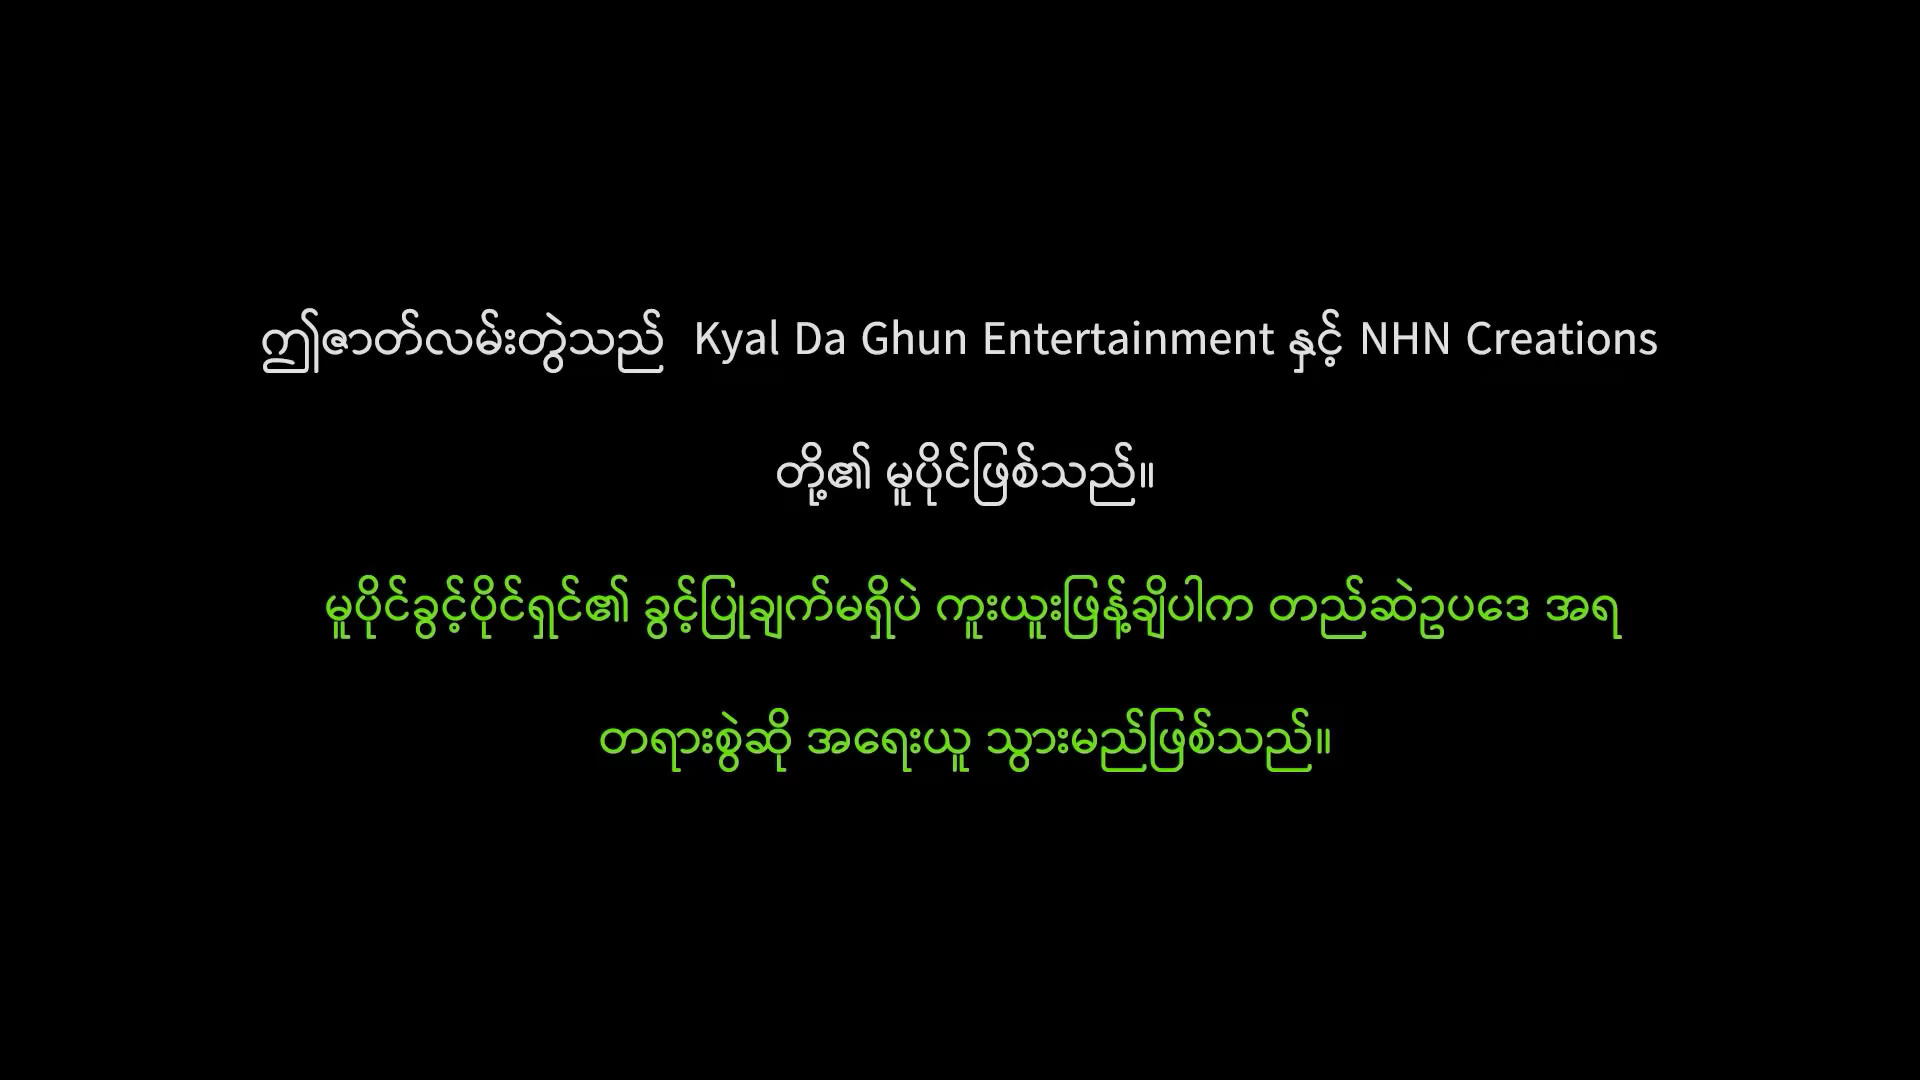 ဤဇာတ်လမ်းတွဲသည် Kyal Da Ghun Entertainment နှင့် NHN Creations
တို့၏ မူပိုင်ဖြစ်သည်။
မူပိုင်ခွင့်ပိုင်ရှင်၏ ခွင့်ပြုချက်မရှိပဲ ကူးယူးဖြန့်ချိပါက တည်ဆဲဥပဒေ အရ
တရားစွဲဆို အရေးယူ သွားမည်ဖြစ်သည်။